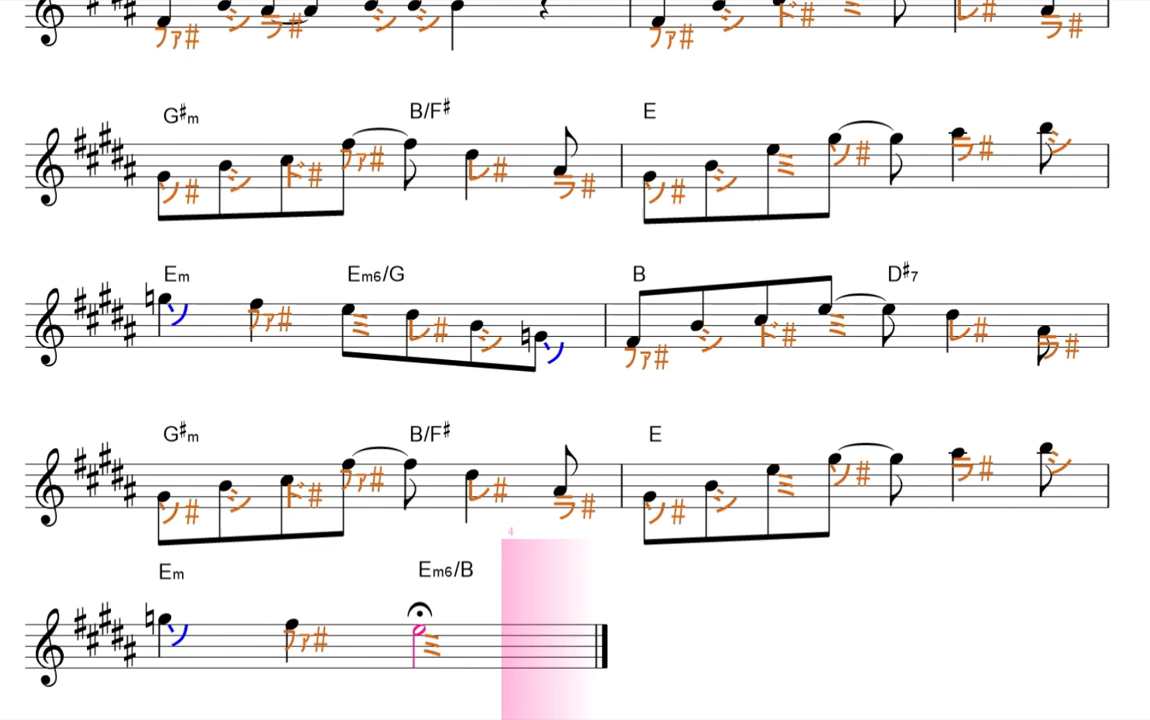 ファ# シ ラ# シ シ ファ# シ ド# ミ レ# ラ#
G#m B/F# E
ソ# シ ド# ファ# レ# ラ# ソ# シ ミ ソ# ラ# シ
Em Em6/G B D#7
ソ ファ# ミ レ# シ ソ ファ# シ ド# ミ レ# ラ#
G#m B/F# E
ソ# シ ド# ファ# レ# ラ# ソ# シ ミ ソ# ラ# シ
4
Em Em6/B
ソ ファ# ミ